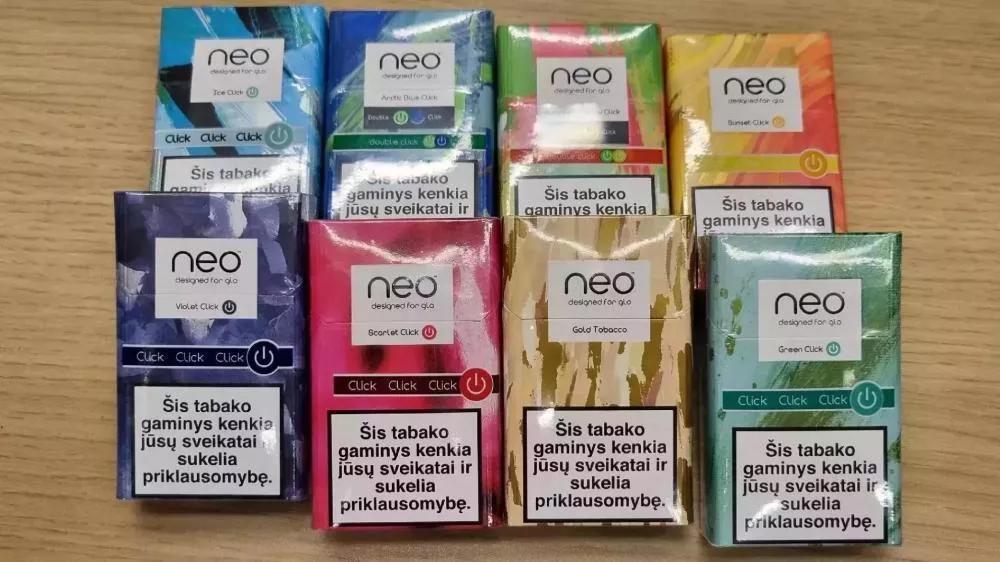 neo
designed for glo
Ice Click
Click Click Click
Šis tabako
gaminys kenkia
neo
designed for glo
Arctic Blue Click
Double Click
double click
Šis tabako
gaminys kenkia
jūsų sveikatai ir
neo
designed for glo
Click
double click
Šis tabako
gaminys kenkia
neo
designed for glo
Sunset Click
Šis tabako
gaminys kenkia
neo
designed for glo
Violet Click
Click Click Click
Šis tabako
gaminys kenkia
jūsų sveikatai ir
sukelia
priklausomybę.
neo
designed for glo
Scarlet Click
Click Click Click
Šis tabako
gaminys kenkia
jūsų sveikatai ir
sukelia
priklausomybę.
neo
designed for glo
Gold Tobacco
Šis tabako
gaminys kenkia
jūsų sveikatai ir
sukelia
priklausomybę.
neo
designed for glo
Green Click
Click Click Click
Šis tabako
gaminys kenkia
jūsų sveikatai ir
sukelia
priklausomybę.